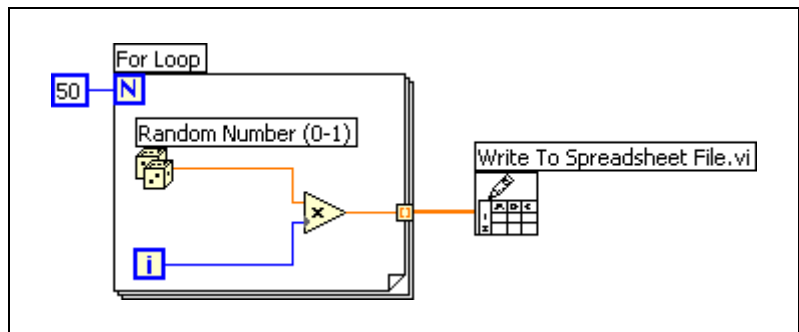 For Loop
50
N
Random Number (0-1)
Write To Spreadsheet File.vi
x
i